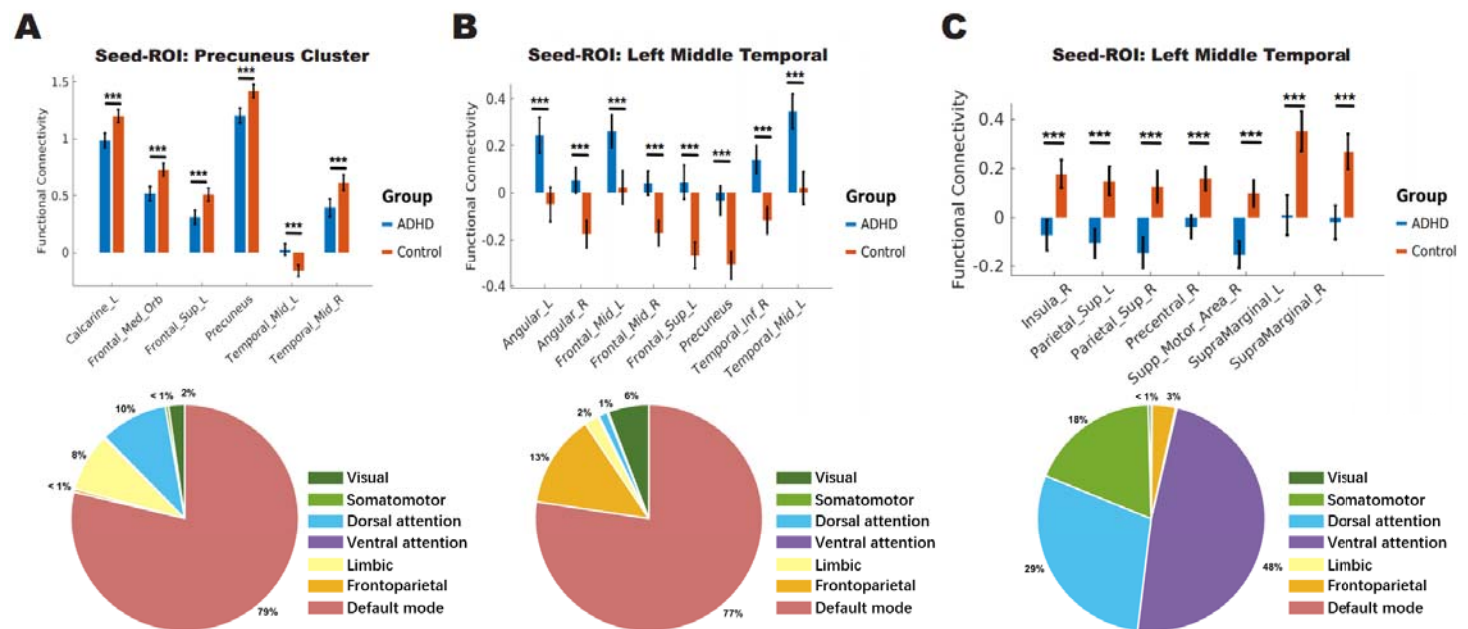 A
Seed-ROI: Precuneus Cluster
Functional Connectivity
1.5
1
0.5
0
***
***
***
***
***
***
Calcarine_L
Frontal_Med_Orb
Frontal_Sup_L
Precuneus
Temporal_Mid_L
Temporal_Mid_R
Group
ADHD
Control
B
Seed-ROI: Left Middle Temporal
Functional Connectivity
0.4
0.2
0
-0.2
-0.4
***
***
***
***
***
***
***
***
Angular_L
Angular_R
Frontal_Mid_L
Frontal_Mid_R
Frontal_Sup_L
Precuneus
Temporal_Inf_R
Temporal_Mid_L
Group
ADHD
Control
C
Seed-ROI: Left Middle Temporal
Functional Connectivity
0.4
0.2
0
-0.2
***
***
***
***
***
***
***
Insula_R
Parietal_Sup_L
Parietal_Sup_R
Precentral_R
Supp_Motor_Area_R
SupraMarginal_L
SupraMarginal_R
Group
ADHD
Control
< 1%
2%
10%
8%
< 1%
79%
Visual
Somatomotor
Dorsal attention
Ventral attention
Limbic
Frontoparietal
Default mode
1%
6%
2%
13%
77%
Visual
Somatomotor
Dorsal attention
Ventral attention
Limbic
Frontoparietal
Default mode
< 1%
3%
18%
29%
48%
Visual
Somatomotor
Dorsal attention
Ventral attention
Limbic
Frontoparietal
Default mode